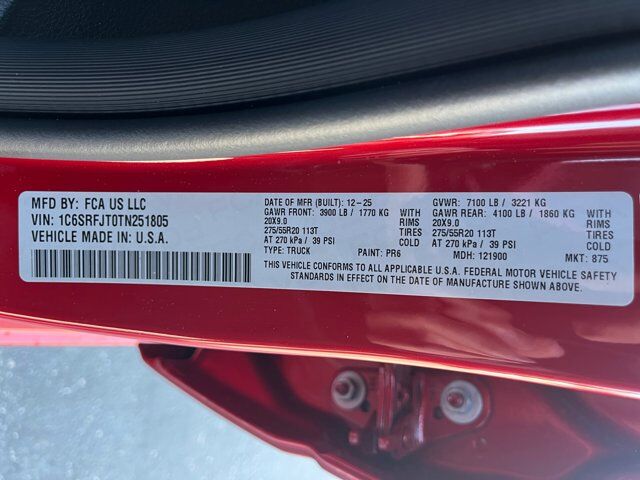 MFD BY: FCA US LLC
VIN: 1C6SRFJT0TN251805
VEHICLE MADE IN U.S.A.
DATE OF MFR (BUILT): 12-25
GAWR FRONT: 3900 LB / 1770 KG WITH
20X9.0 RIMS
275/55R20 113T TIRES
AT 270 kPa / 39 PSI COLD
TYPE: TRUCK PAINT: PR6
GVWR: 7100 LB / 3221 KG
GAWR REAR: 4100 LB / 1860 KG WITH
20X9.0 RIMS
275/55R20 113T TIRES
AT 270 kPa / 39 PSI COLD
MDH: 121900 MKT: 875
THIS VEHICLE CONFORMS TO ALL APPLICABLE U.S.A. FEDERAL MOTOR VEHICLE SAFETY
STANDARDS IN EFFECT ON THE DATE OF MANUFACTURE SHOWN ABOVE.